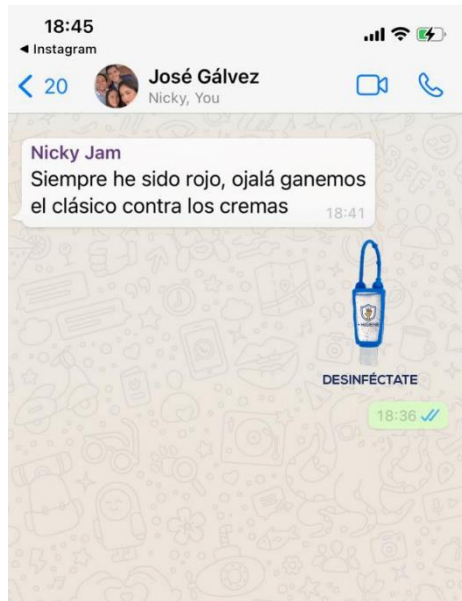 18:45
◀ Instagram
20
José Gálvez
Nicky, You
Nicky Jam
Siempre he sido rojo, ojalá ganemos
el clásico contra los cremas
18:41
+HIGIENE
DESINFÉCTATE
18:36